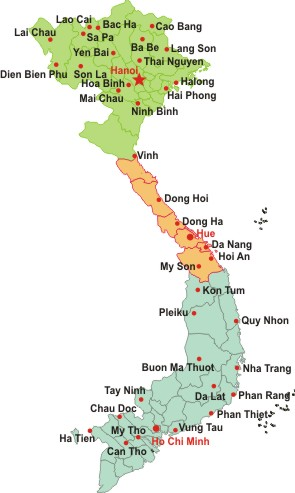 Lao Cai
Bac Ha
Cao Bang
Lai Chau
Sa Pa
Ba Be
Lang Son
Yen Bai
Thai Nguyen
Dien Bien Phu
Son La
Hanoi
Halong
Hoa Binh
Hai Phong
Mai Chau
Ninh Bình
Vinh
Dong Hoi
Dong Ha
Hue
Da Nang
Hoi An
My Son
Kon Tum
Pleiku
Quy Nhon
Buon Ma Thuot
Nha Trang
Tay Ninh
Da Lat
Phan Rang
Chau Doc
Phan Thiet
My Tho
Vung Tau
Ha Tien
Ho Chi Minh
Can Tho